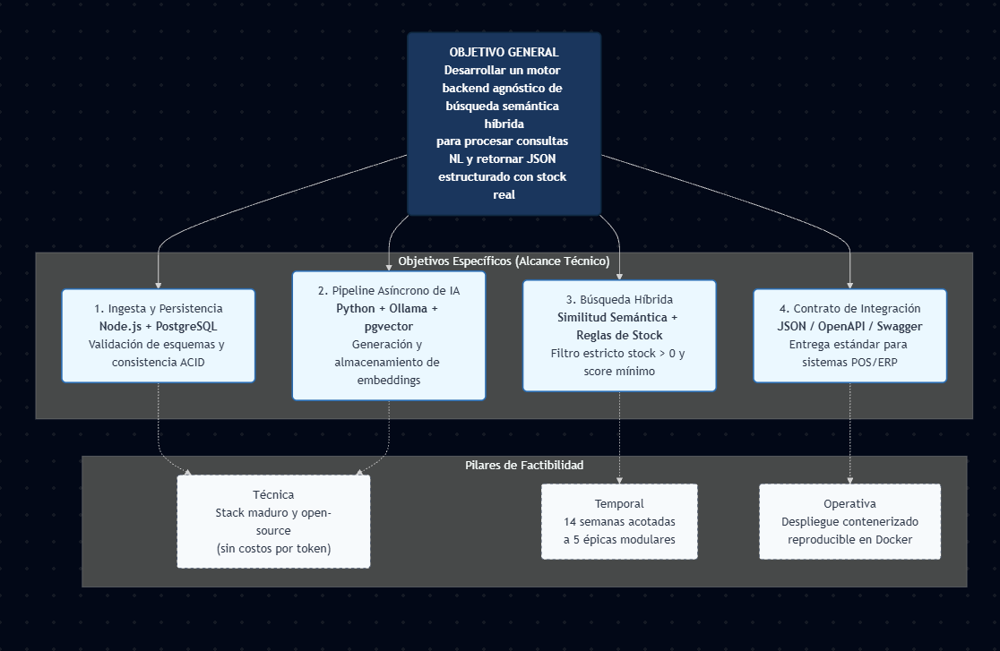 OBJETIVO GENERAL
Desarrollar un motor
backend agnóstico de
búsqueda semántica
híbrida
para procesar consultas
NL y retornar JSON
estructurado con stock
real
Objetivos Específicos (Alcance Técnico)
1. Ingesta y Persistencia
Node.js + PostgreSQL
Validación de esquemas y
consistencia ACID
2. Pipeline Asíncrono de IA
Python + Ollama +
pgvector
Generación y
almacenamiento de
embeddings
3. Búsqueda Híbrida
Similitud Semántica +
Reglas de Stock
Filtro estricto stock > 0 y
score mínimo
4. Contrato de Integración
JSON / OpenAPI / Swagger
Entrega estándar para
sistemas POS/ERP
Pilares de Factibilidad
Técnica
Stack maduro y open-
source
(sin costos por token)
Temporal
14 semanas acotadas
a 5 épicas modulares
Operativa
Despliegue contenerizado
reproducible en Docker